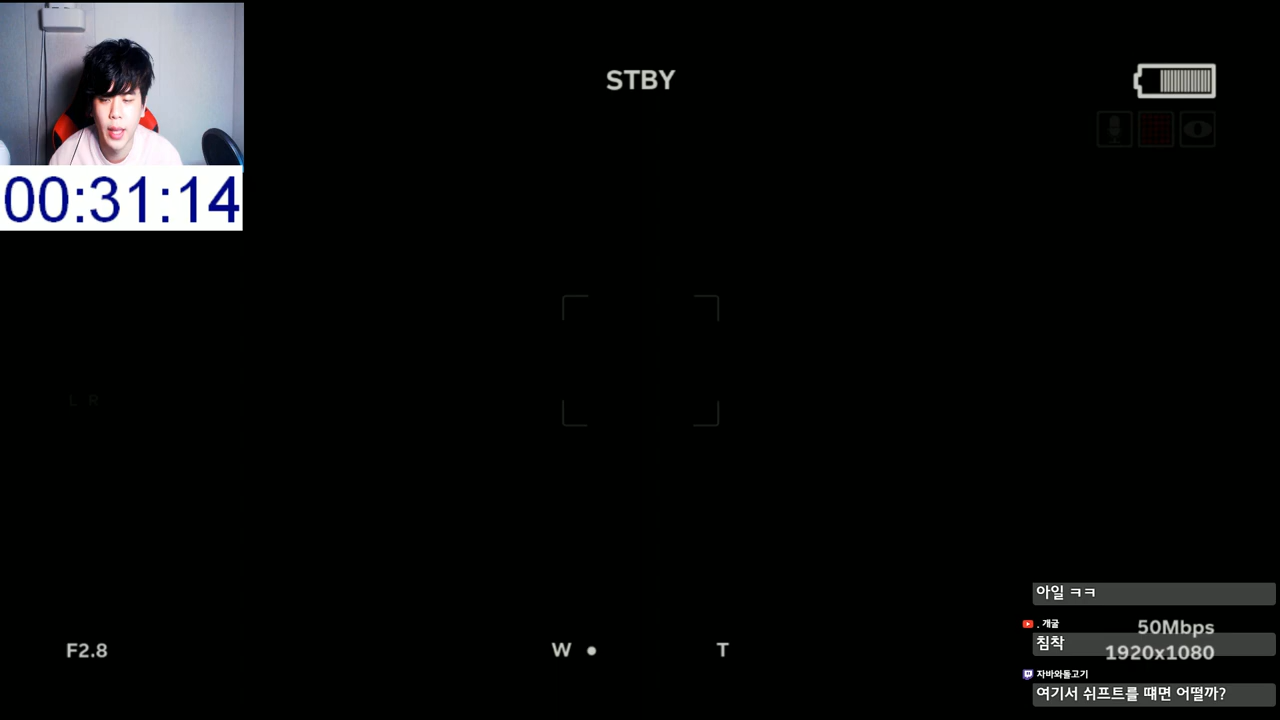 STBY
00:31:14
L R
아일 ㅋㅋ
. 개굴
50Mbps
침착
1920x1080
자바와돌고기
여기서 쉬프트를 떄면 어떨까?
F2.8
W
T